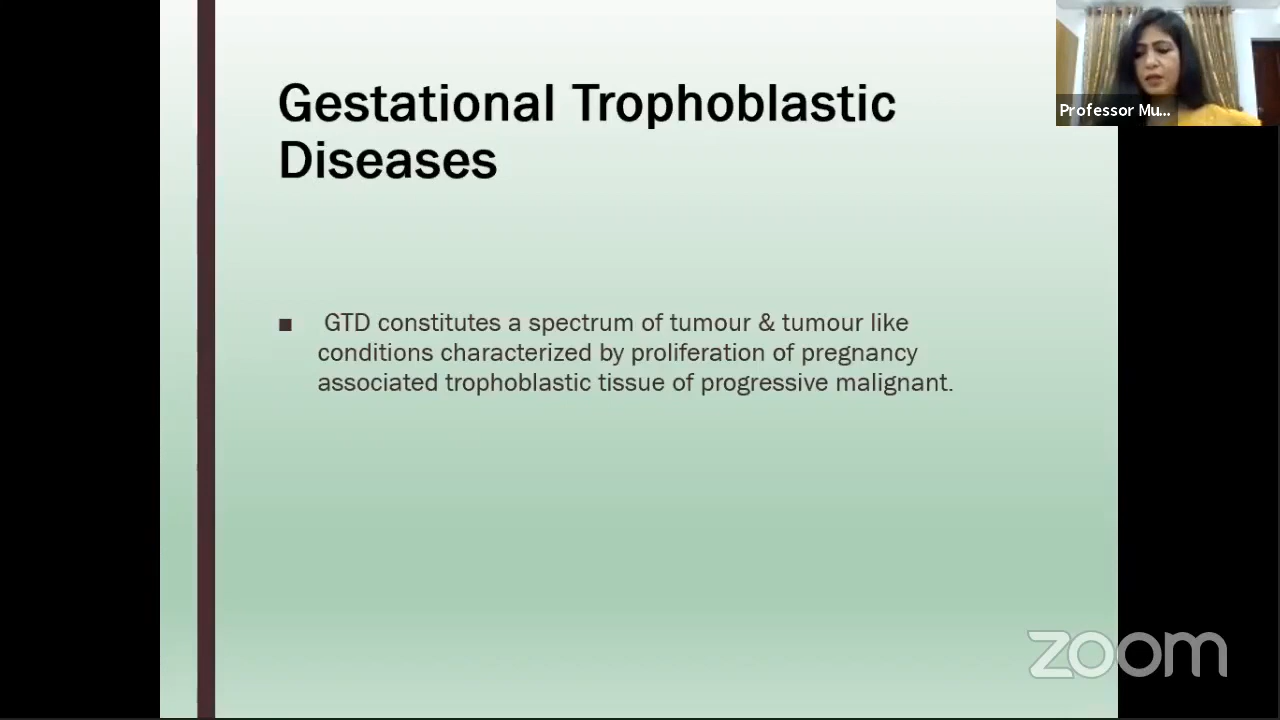 Gestational Trophoblastic
Diseases
■ GTD constitutes a spectrum of tumour & tumour like
conditions characterized by proliferation of pregnancy
associated trophoblastic tissue of progressive malignant.
Professor Mu...
zoom